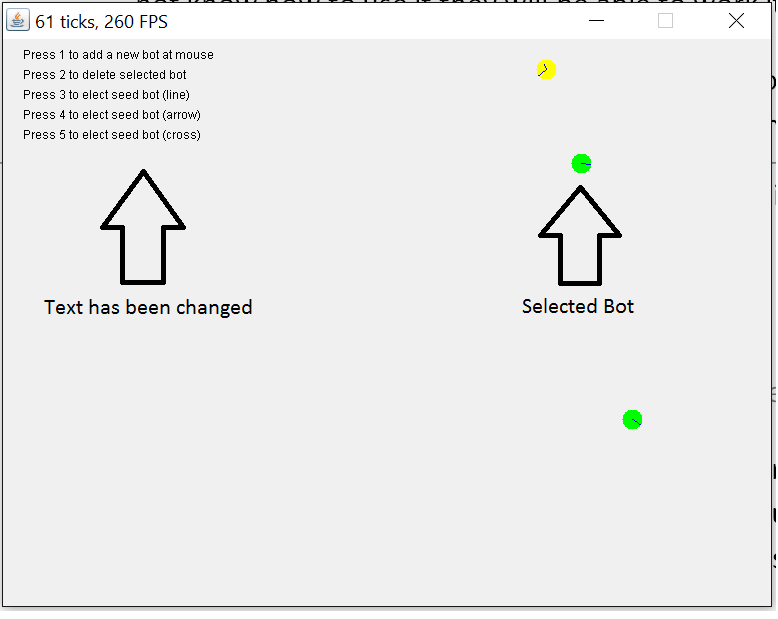 61 ticks, 260 FPS
Press 1 to add a new bot at mouse
Press 2 to delete selected bot
Press 3 to elect seed bot (line)
Press 4 to elect seed bot (arrow)
Press 5 to elect seed bot (cross)
Text has been changed
Selected Bot